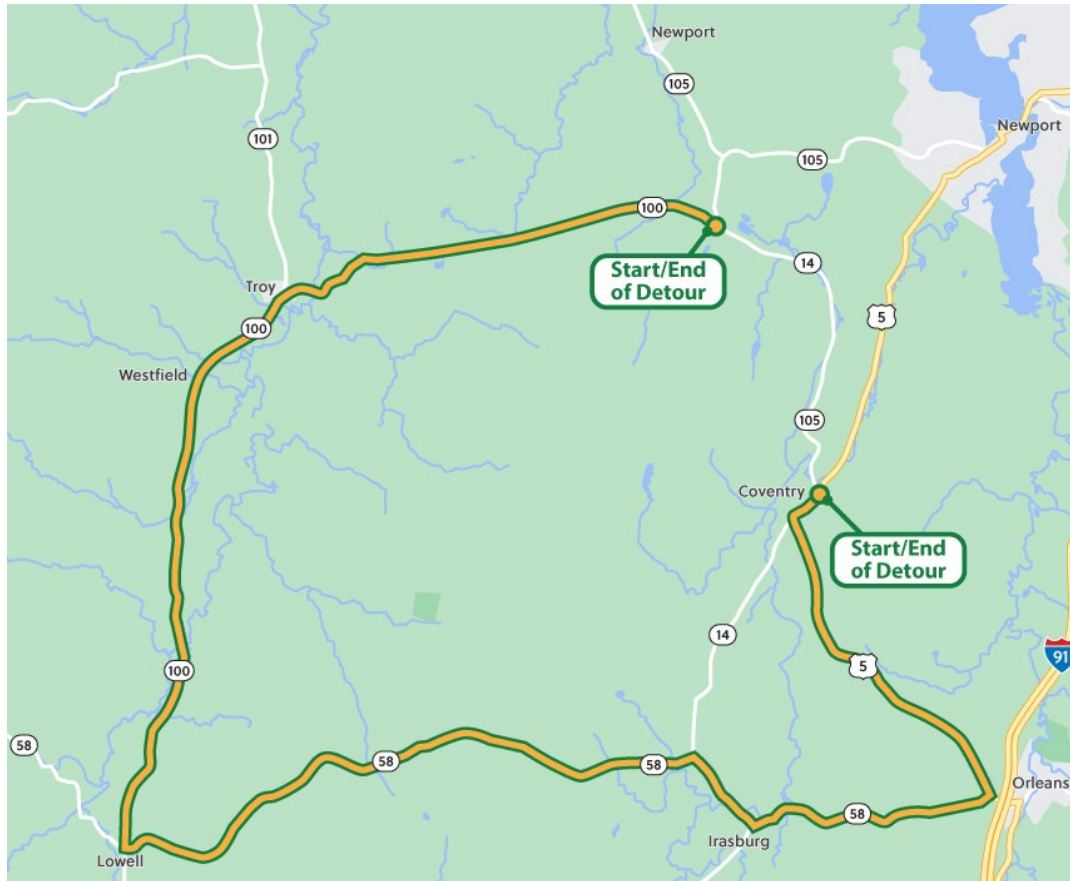 Newport
105
101
105
Newport
100
14
Start/End
of Detour
Troy
5
100
Westfield
105
Coventry
Start/End
of Detour
14
91
100
5
58
58
58
Orleans
58
Irasburg
Lowell